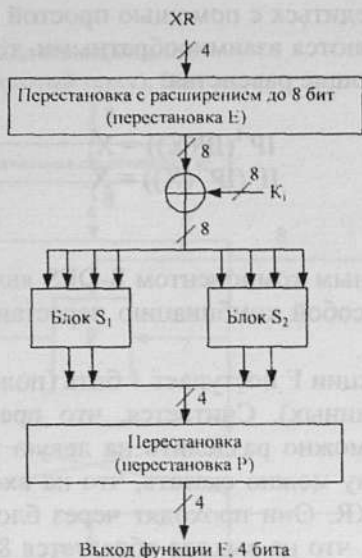 XR
4
Перестановка с расширением до 8 бит
(перестановка E)
8
8
K_i
8
Блок S₁
Блок S₂
4
Перестановка
(перестановка P)
4
Выход функции F, 4 бита